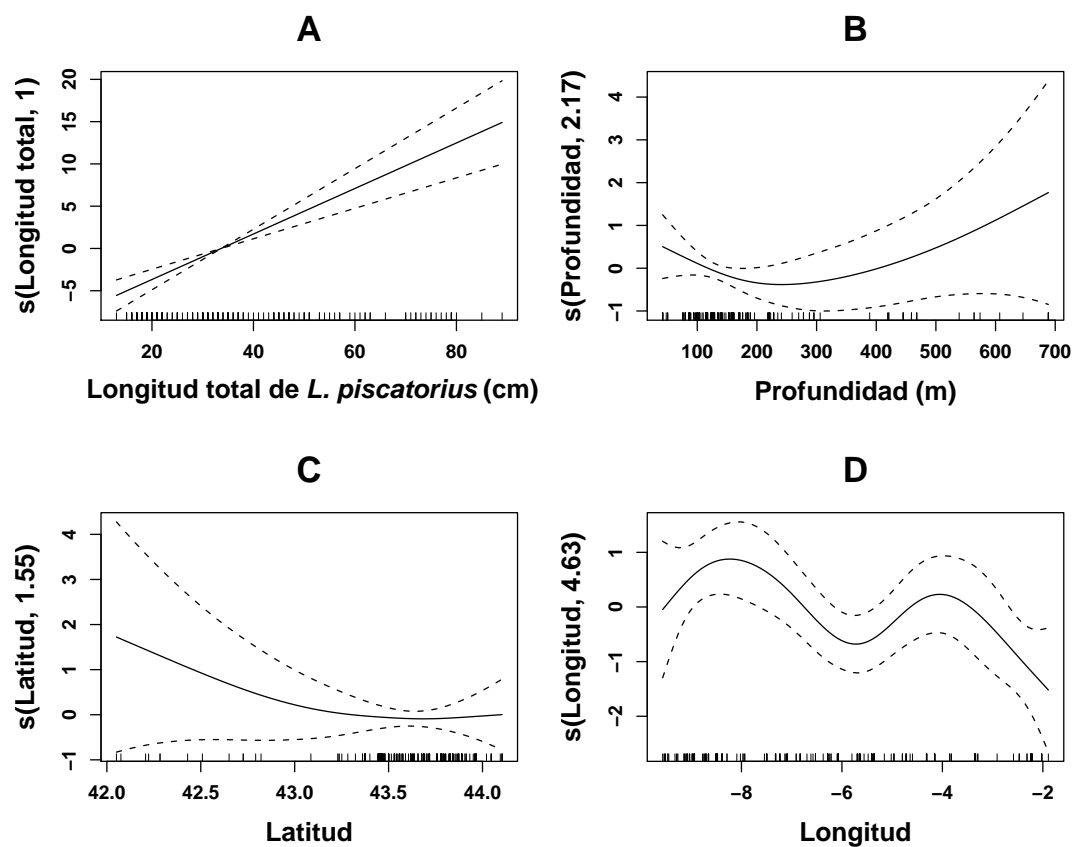 A
s(Longitud total, 1)
20
15
10
5
0
−5
20 40 60 80
Longitud total de L. piscatorius (cm)
B
s(Profundidad, 2.17)
4
3
2
1
0
−1
100 200 300 400 500 600 700
Profundidad (m)
C
s(Latitud, 1.55)
4
3
2
1
0
−1
42.0 42.5 43.0 43.5 44.0
Latitud
D
s(Longitud, 4.63)
1
0
−1
−2
−8 −6 −4 −2
Longitud